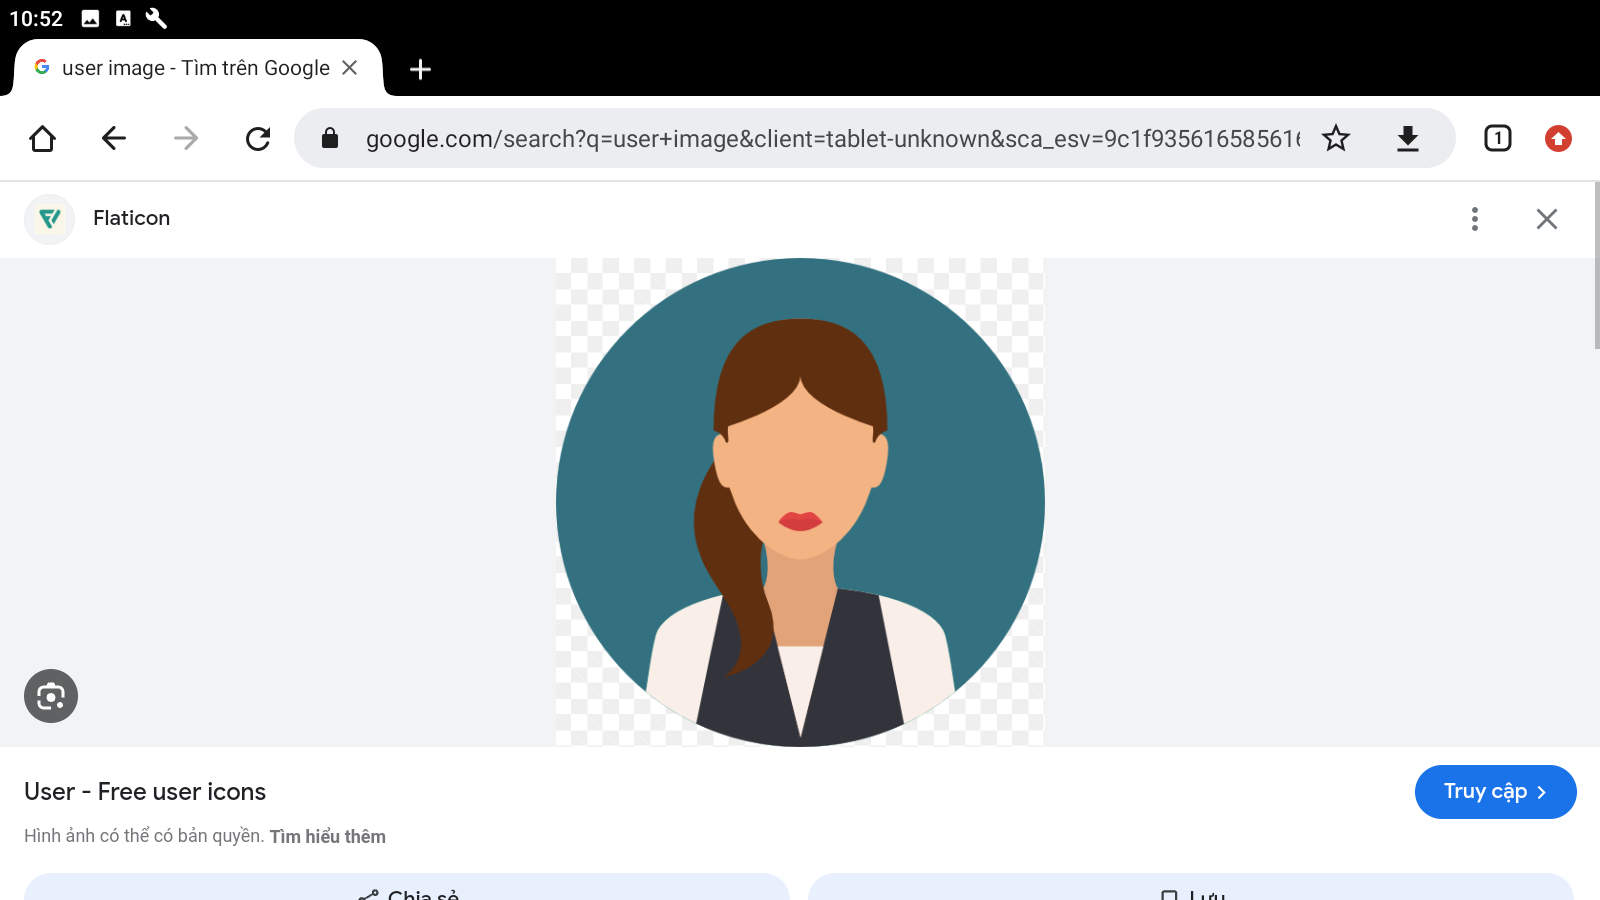 10:52
user image - Tìm trên Google
google.com/search?q=user+image&client=tablet-unknown&sca_esv=9c1f935616585616
1
Flaticon
User - Free user icons
Truy cập
Hình ảnh có thể có bản quyền. Tìm hiểu thêm
Chia sẻ
Lưu